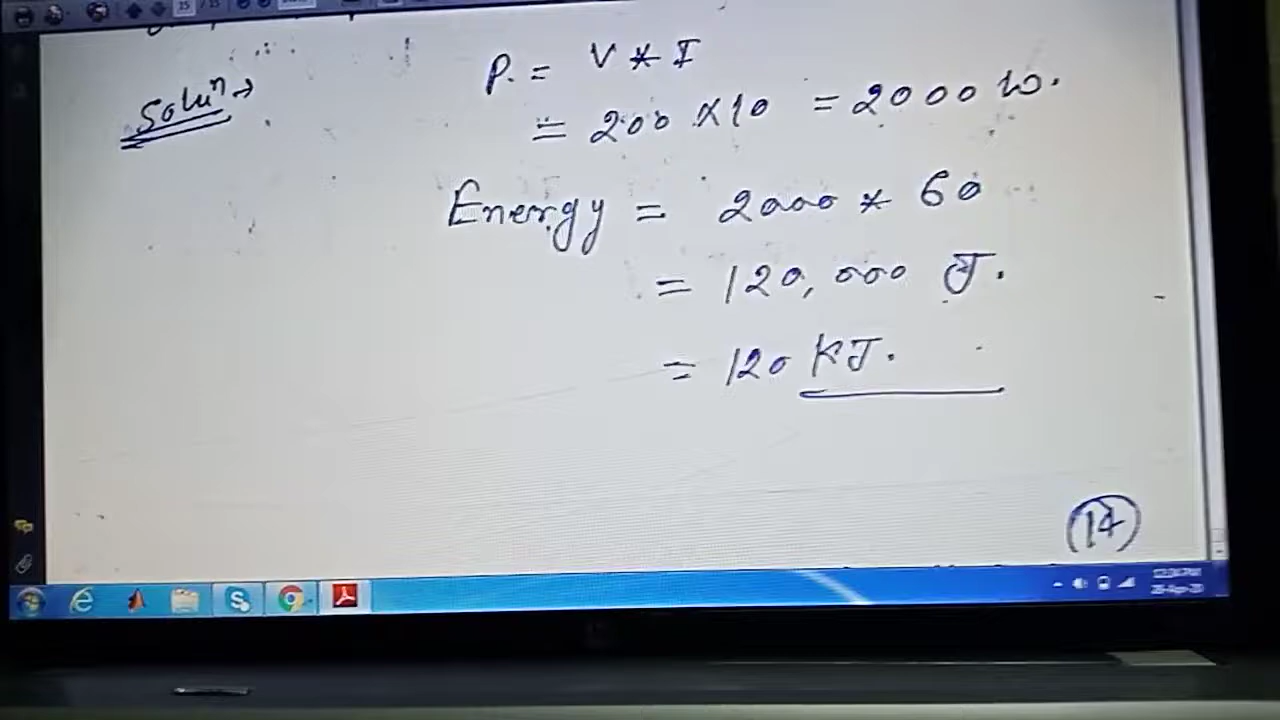 Soluⁿ→
P. = V * I
= 200 × 10 = 2000 W.
Energy = 2000 * 60
= 120,000 J.
= 120 KJ.
14